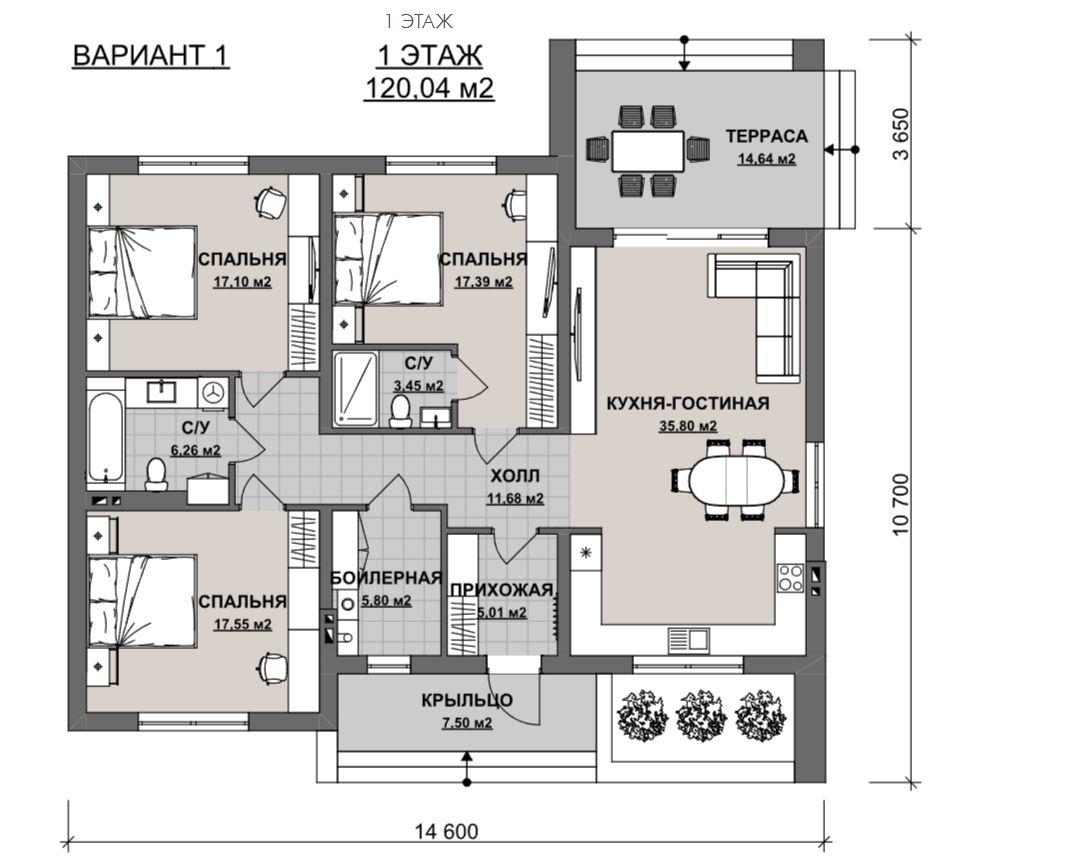 1 ЭТАЖ
ВАРИАНТ 1
1 ЭТАЖ
120,04 м2
ТЕРРАСА
14.64 м2
3 650
СПАЛЬНЯ
17.10 м2
СПАЛЬНЯ
17.39 м2
С/У
3.45 м2
КУХНЯ-ГОСТИНАЯ
35.80 м2
С/У
6.26 м2
ХОЛЛ
11.68 м2
10 700
СПАЛЬНЯ
17.55 м2
БОЙЛЕРНАЯ
5.80 м2
ПРИХОЖАЯ
5.01 м2
КРЫЛЬЦО
7.50 м2
14 600